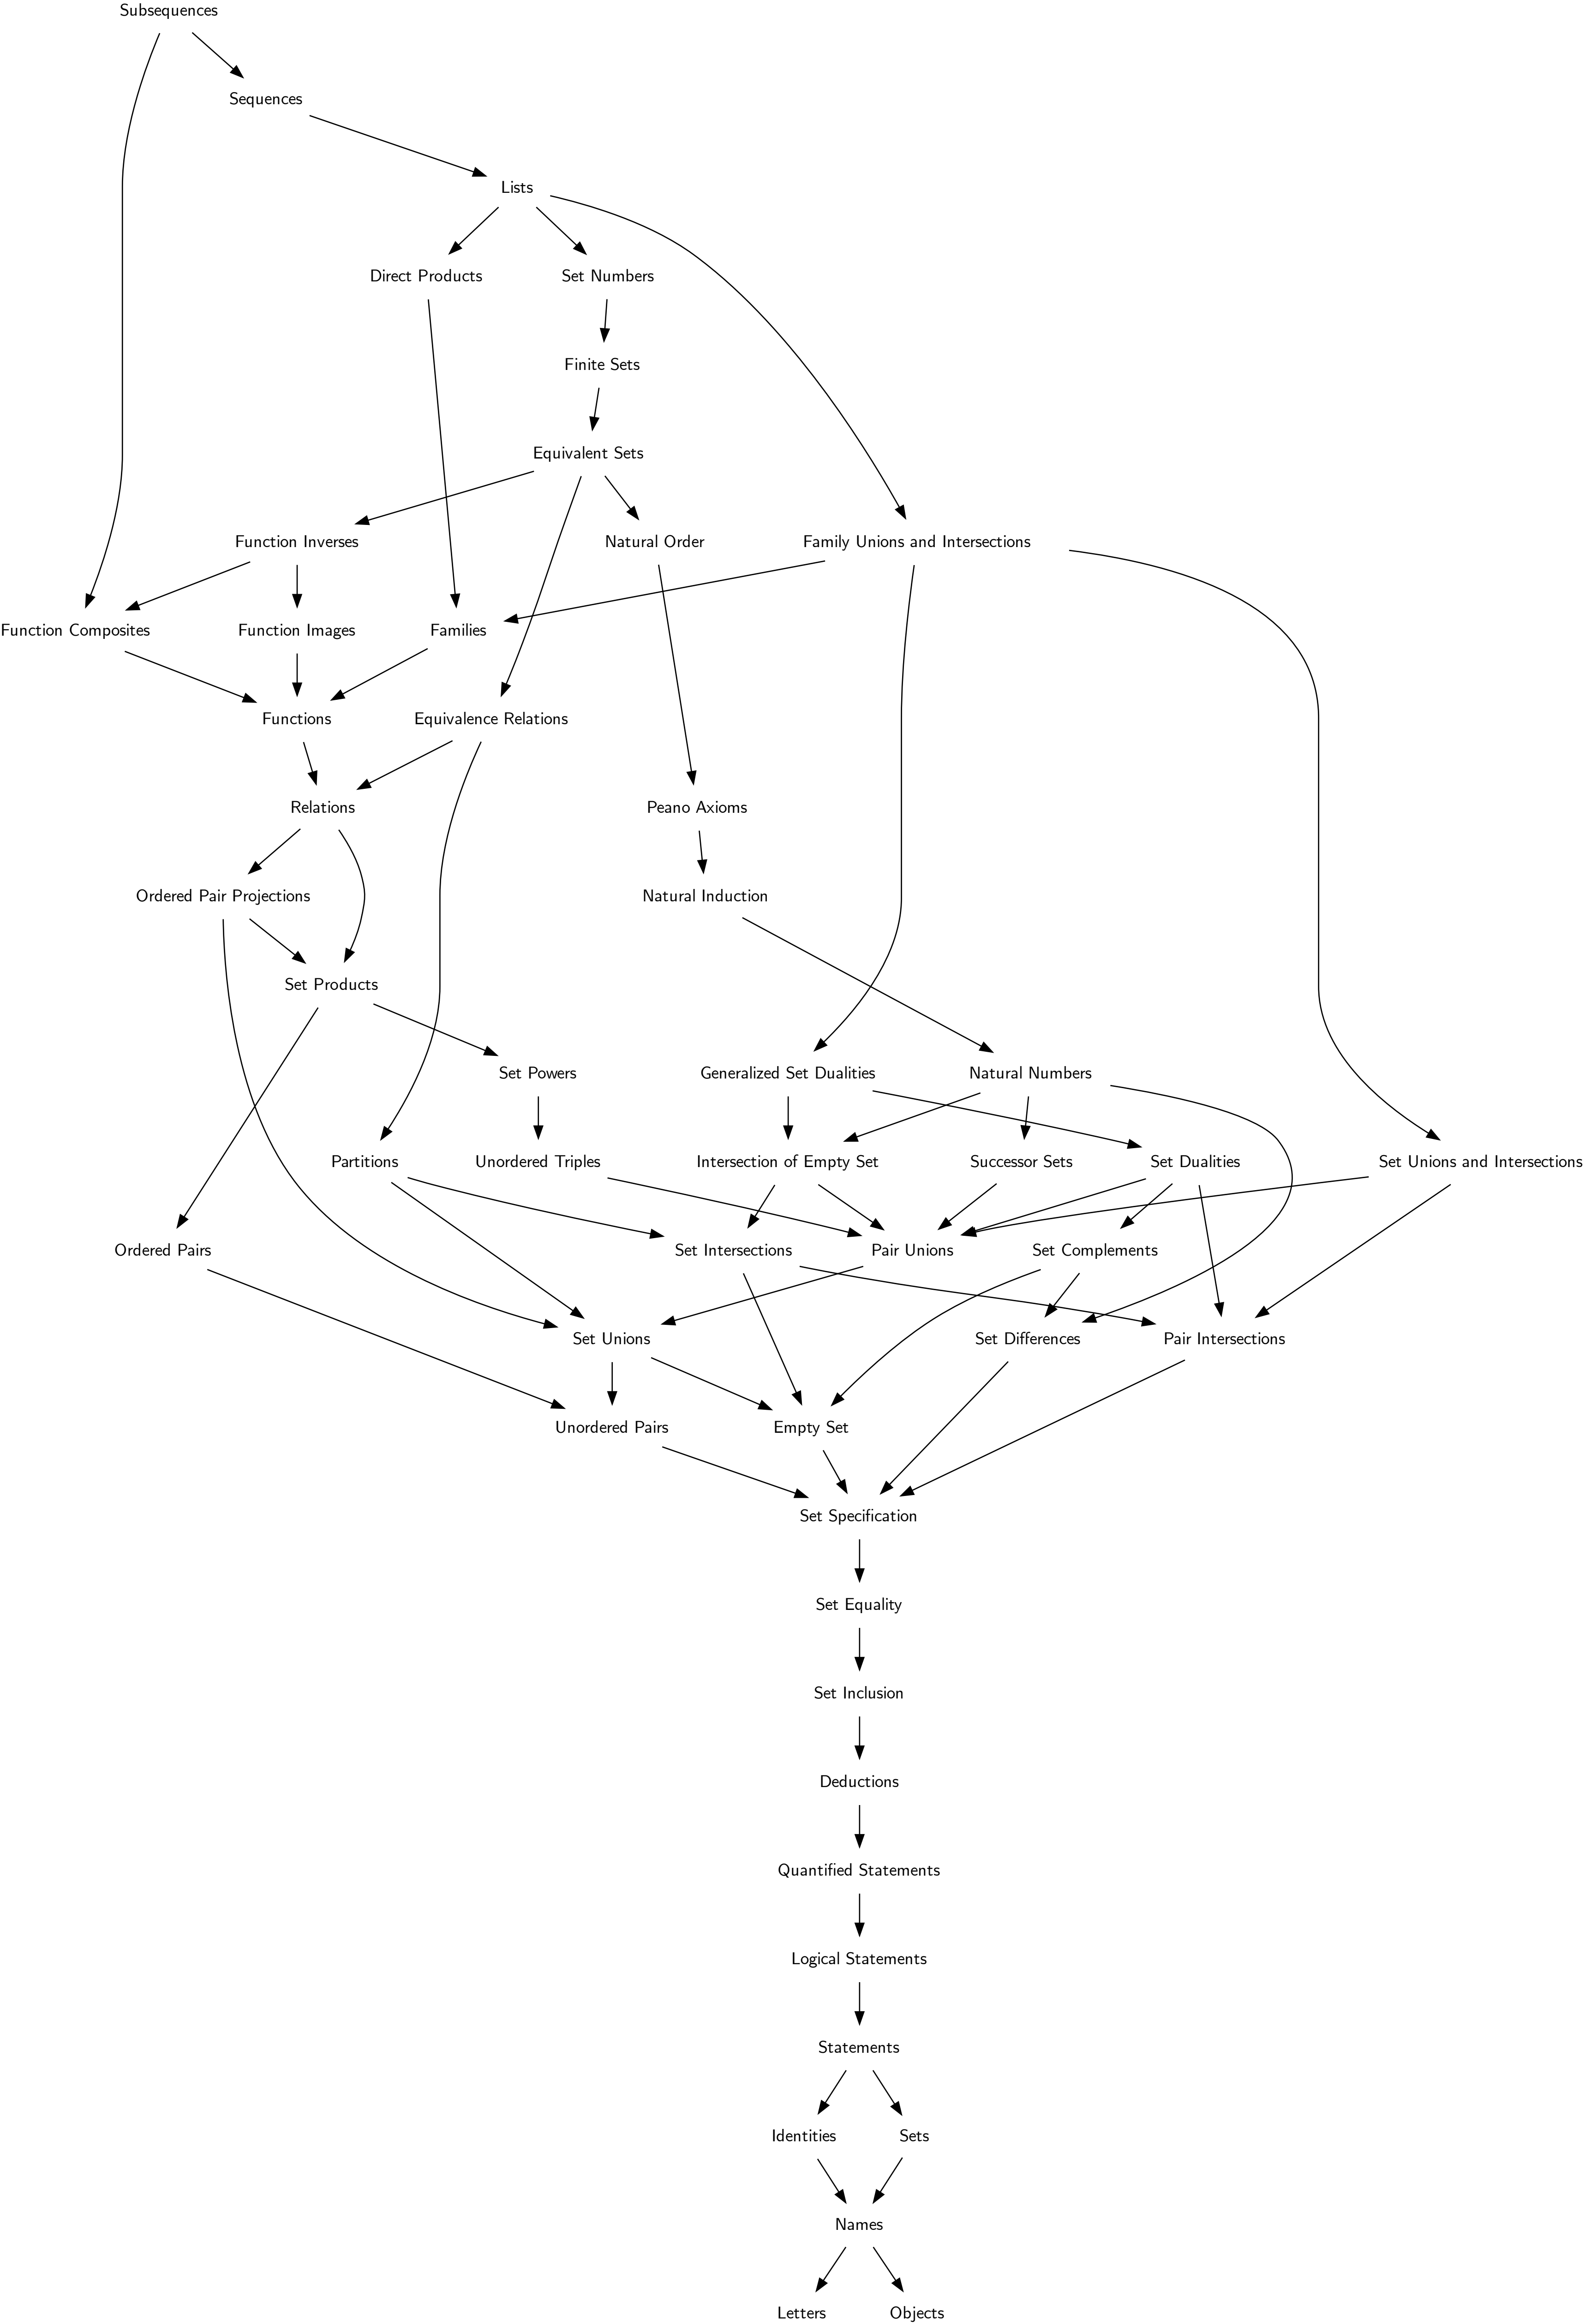 Subsequences
Sequences
Lists
Direct Products
Set Numbers
Finite Sets
Equivalent Sets
Function Inverses
Natural Order
Family Unions and Intersections
Function Composites
Function Images
Families
Functions
Equivalence Relations
Relations
Peano Axioms
Ordered Pair Projections
Natural Induction
Set Products
Set Powers
Generalized Set Dualities
Natural Numbers
Partitions
Unordered Triples
Intersection of Empty Set
Successor Sets
Set Dualities
Set Unions and Intersections
Ordered Pairs
Set Intersections
Pair Unions
Set Complements
Set Unions
Set Differences
Pair Intersections
Unordered Pairs
Empty Set
Set Specification
Set Equality
Set Inclusion
Deductions
Quantified Statements
Logical Statements
Statements
Identities
Sets
Names
Letters
Objects